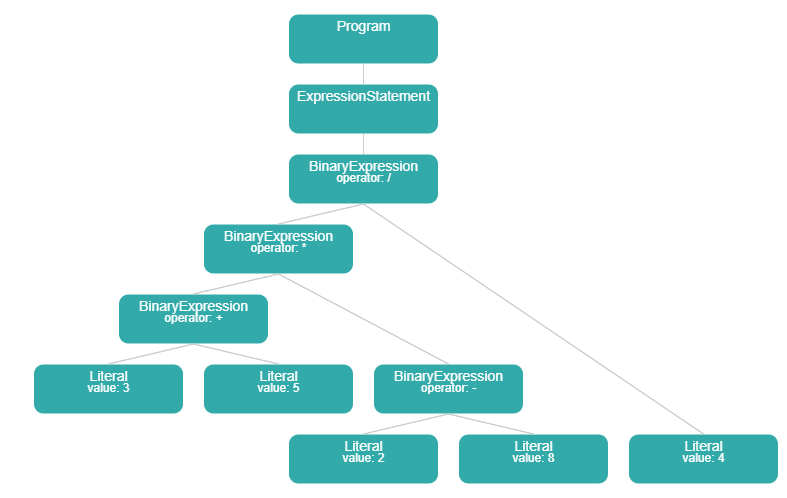 Program
ExpressionStatement
BinaryExpression
operator: /
BinaryExpression
operator: *
BinaryExpression
operator: +
Literal
value: 3
Literal
value: 5
BinaryExpression
operator: -
Literal
value: 2
Literal
value: 8
Literal
value: 4